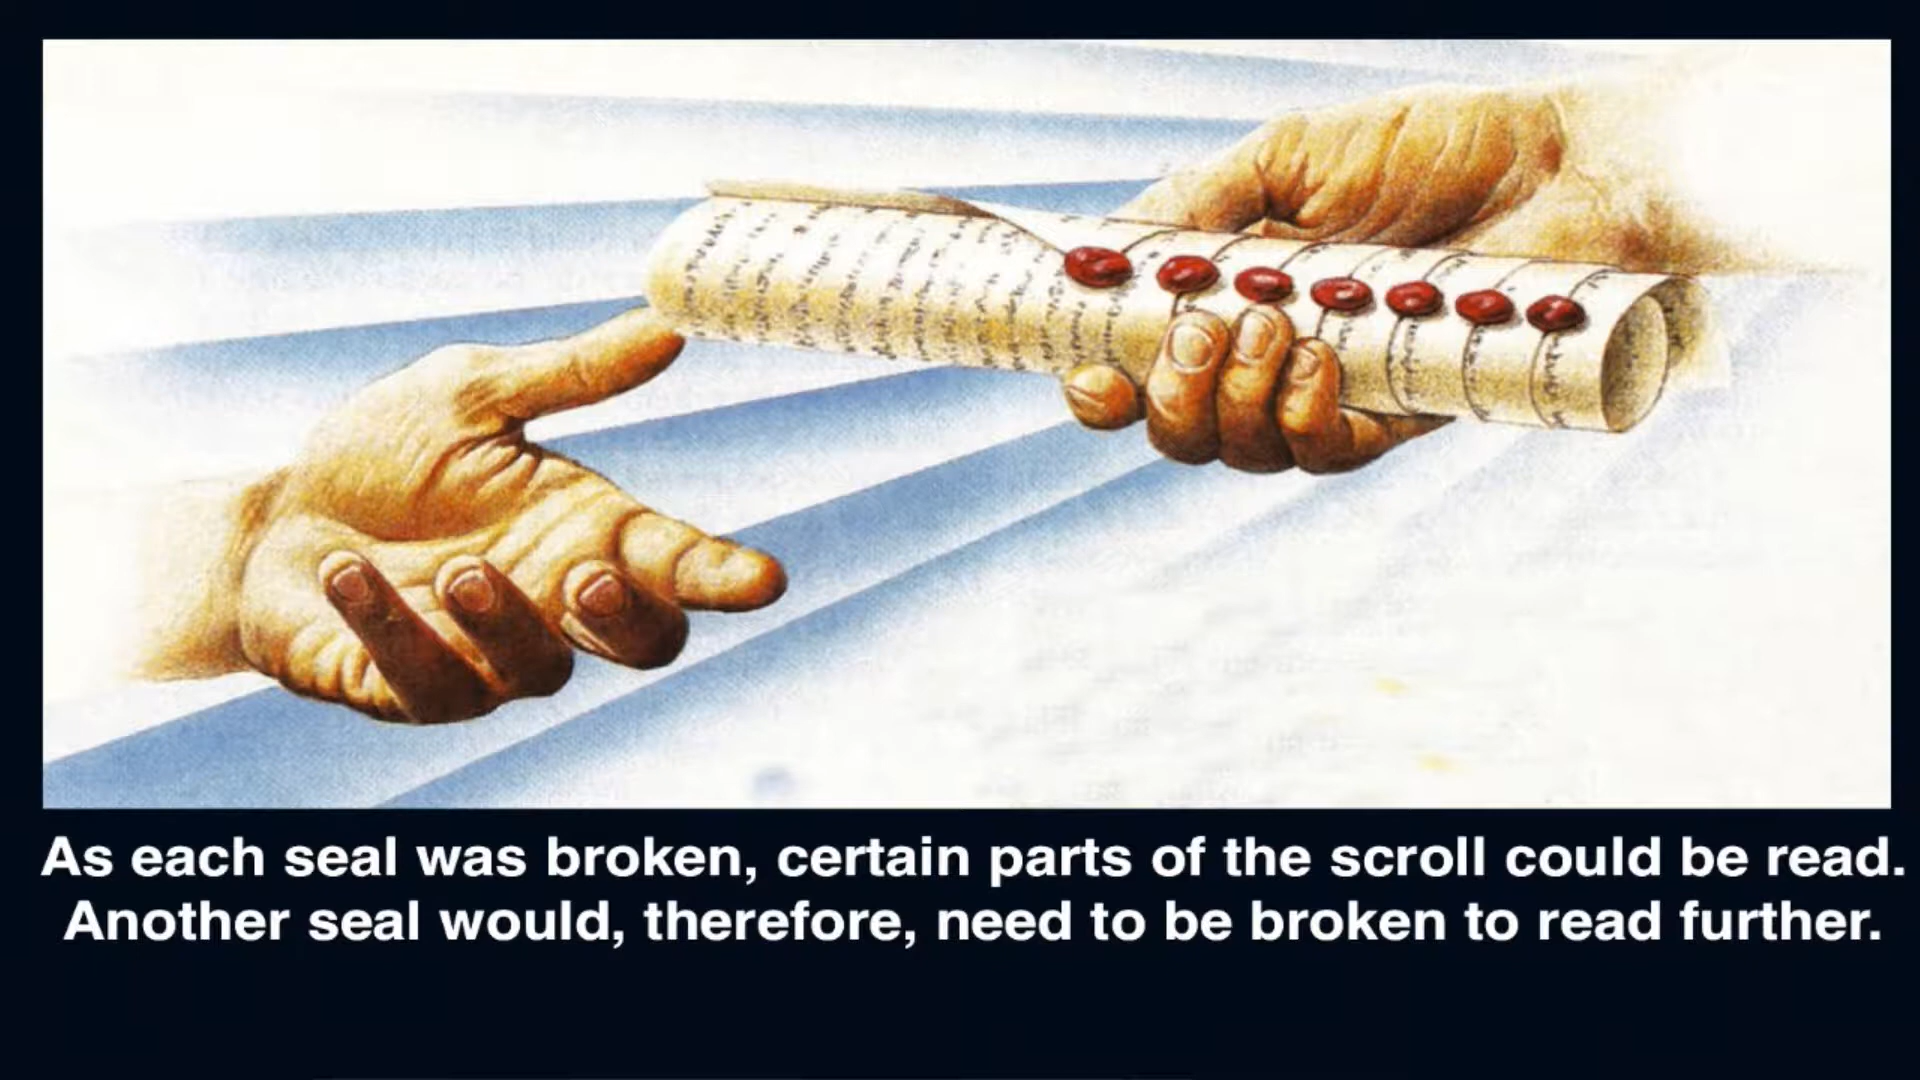 As each seal was broken, certain parts of the scroll could be read.
Another seal would, therefore, need to be broken to read further.